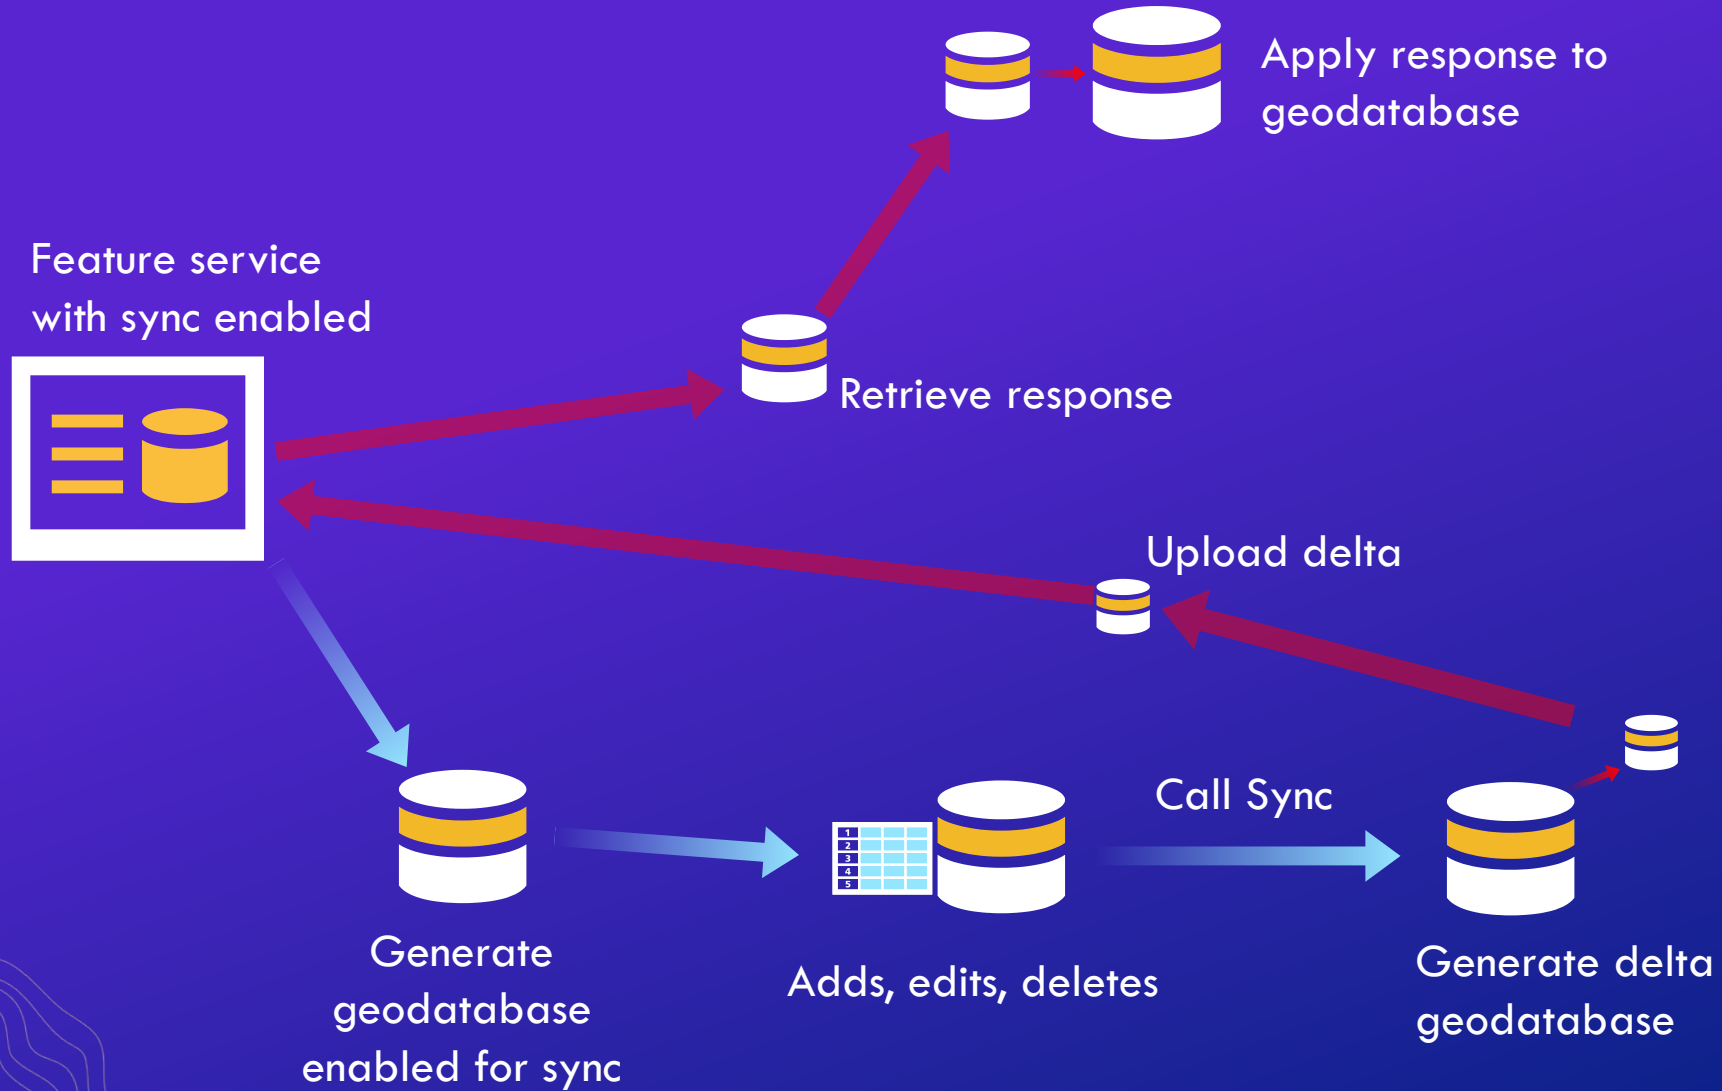 Apply response to
geodatabase
Feature service
with sync enabled
Retrieve response
Upload delta
Call Sync
1
2
3
4
5
Generate
geodatabase
enabled for sync
Adds, edits, deletes
Generate delta
geodatabase